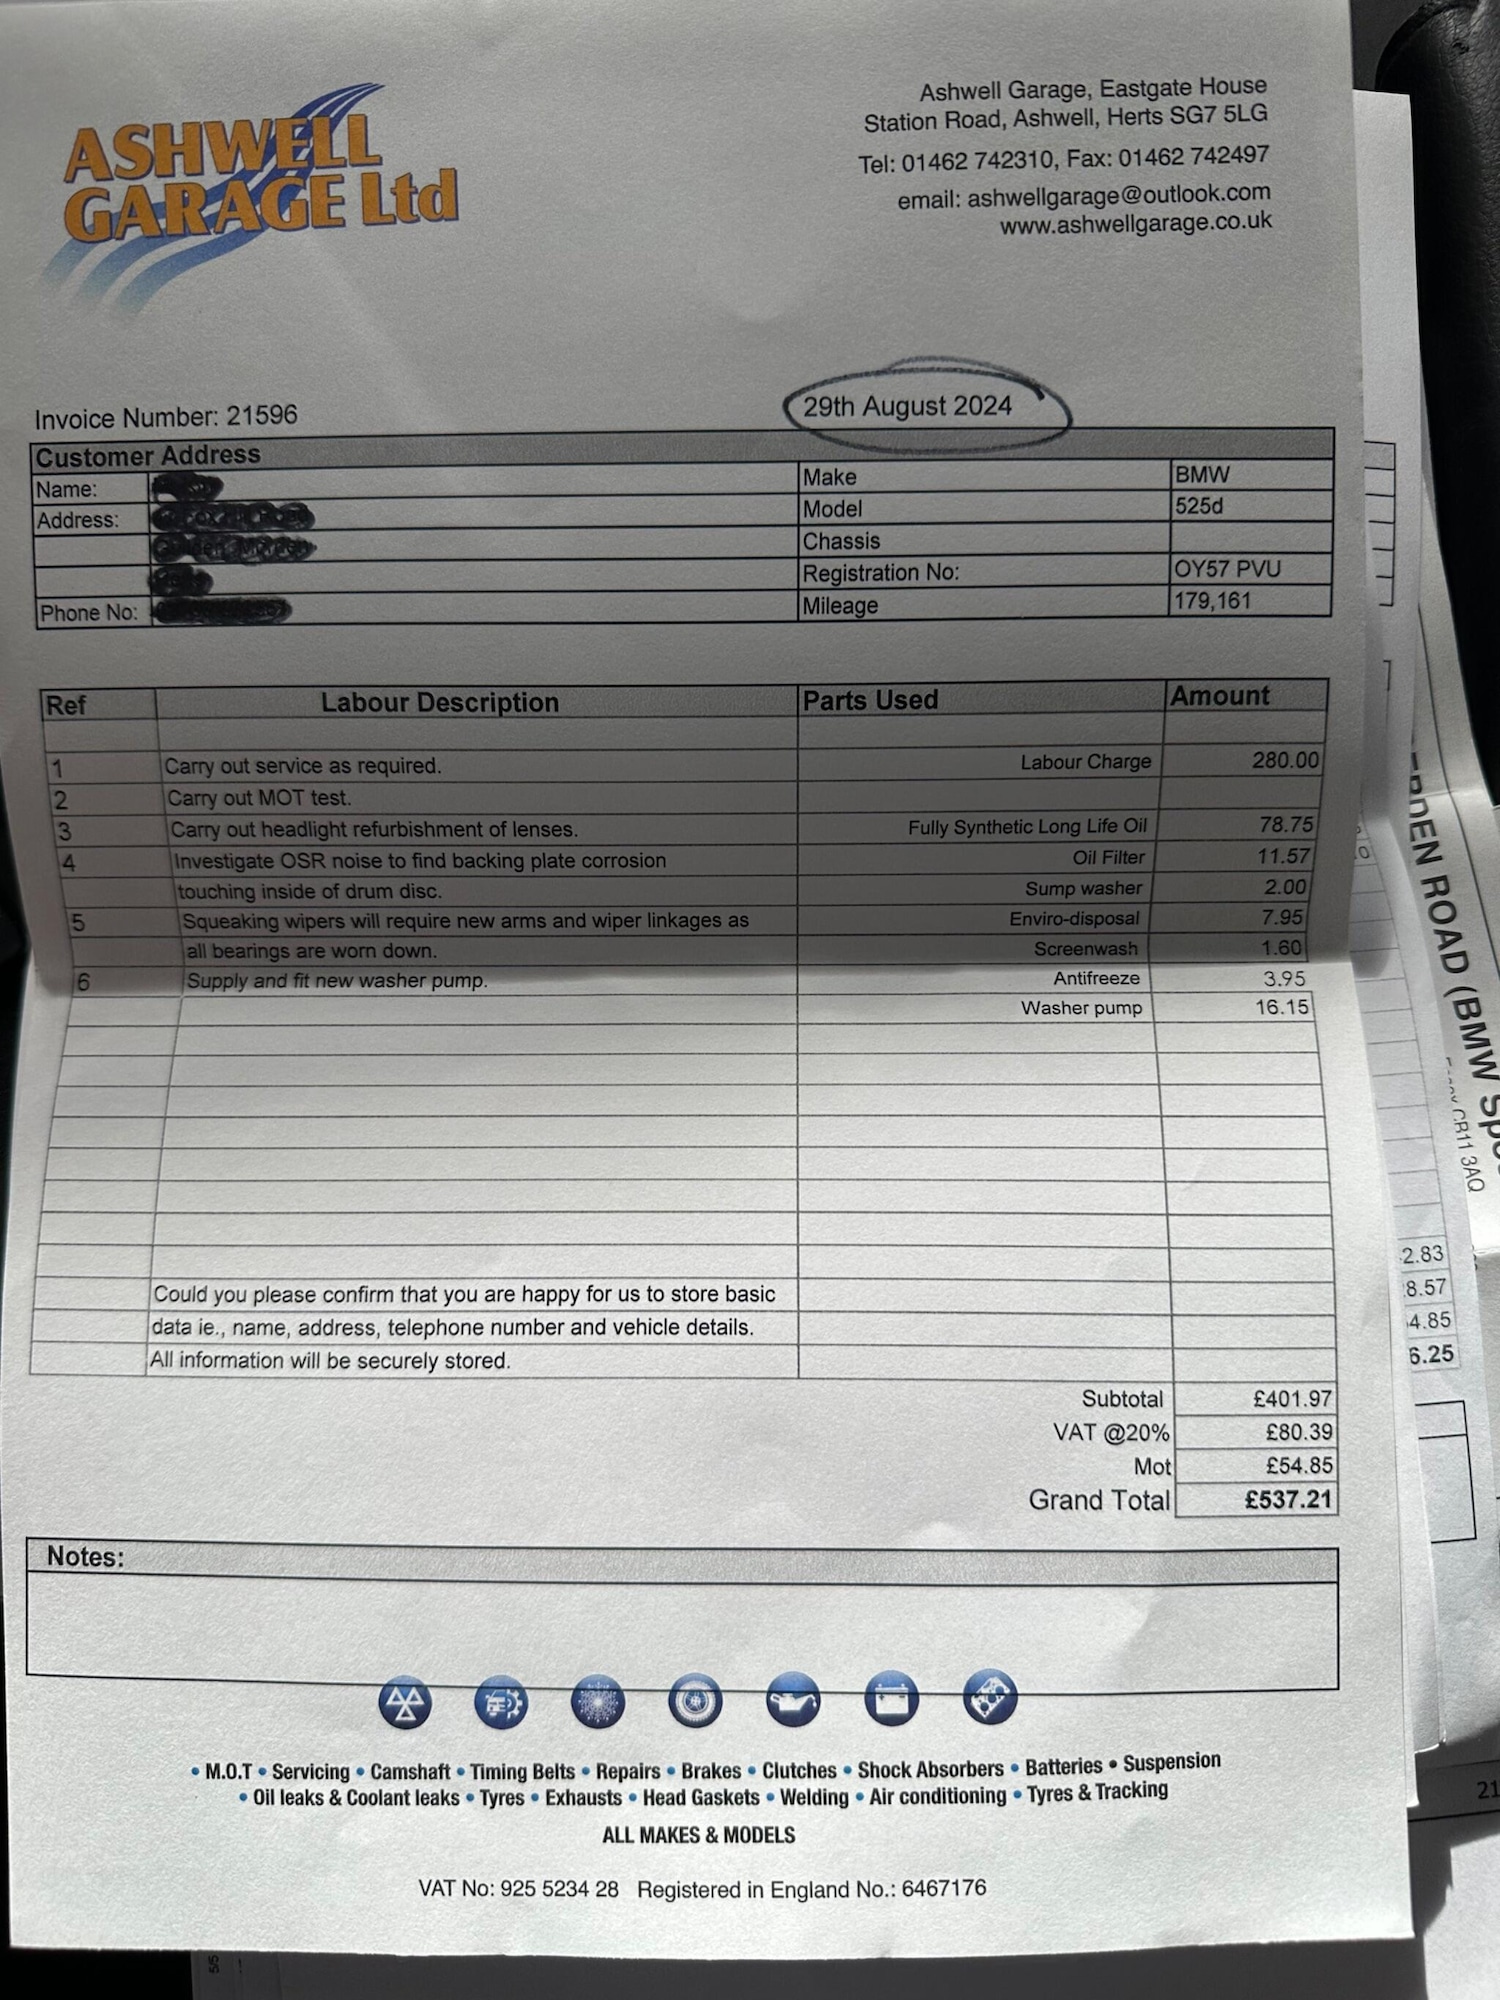 ASHWELL
GARAGE Ltd
Ashwell Garage, Eastgate House
Station Road, Ashwell, Herts SG7 5LG
Tel: 01462 742310, Fax: 01462 742497
email: ashwellgarage@outlook.com
www.ashwellgarage.co.uk
Invoice Number: 21596
29th August 2024
Customer Address
Name:
Address:
Phone No:
Make BMW
Model 525d
Chassis
Registration No: OY57 PVU
Mileage 179,161
Ref Labour Description Parts Used Amount
1 Carry out service as required. Labour Charge 280.00
2 Carry out MOT test.
3 Carry out headlight refurbishment of lenses. Fully Synthetic Long Life Oil 78.75
4 Investigate OSR noise to find backing plate corrosion Oil Filter 11.57
touching inside of drum disc. Sump washer 2.00
5 Squeaking wipers will require new arms and wiper linkages as Enviro-disposal 7.95
all bearings are worn down. Screenwash 1.60
6 Supply and fit new washer pump. Antifreeze 3.95
Washer pump 16.15
Could you please confirm that you are happy for us to store basic
data ie., name, address, telephone number and vehicle details.
All information will be securely stored.
Subtotal £401.97
VAT @20% £80.39
Mot £54.85
Grand Total £537.21
Notes:
• M.O.T • Servicing • Camshaft • Timing Belts • Repairs • Brakes • Clutches • Shock Absorbers • Batteries • Suspension
• Oil leaks & Coolant leaks • Tyres • Exhausts • Head Gaskets • Welding • Air conditioning • Tyres & Tracking
ALL MAKES & MODELS
VAT No: 925 5234 28 Registered in England No.: 6467176
ROAD (BMW
CB11 3AQ
2.83
8.57
4.85
6.25
21